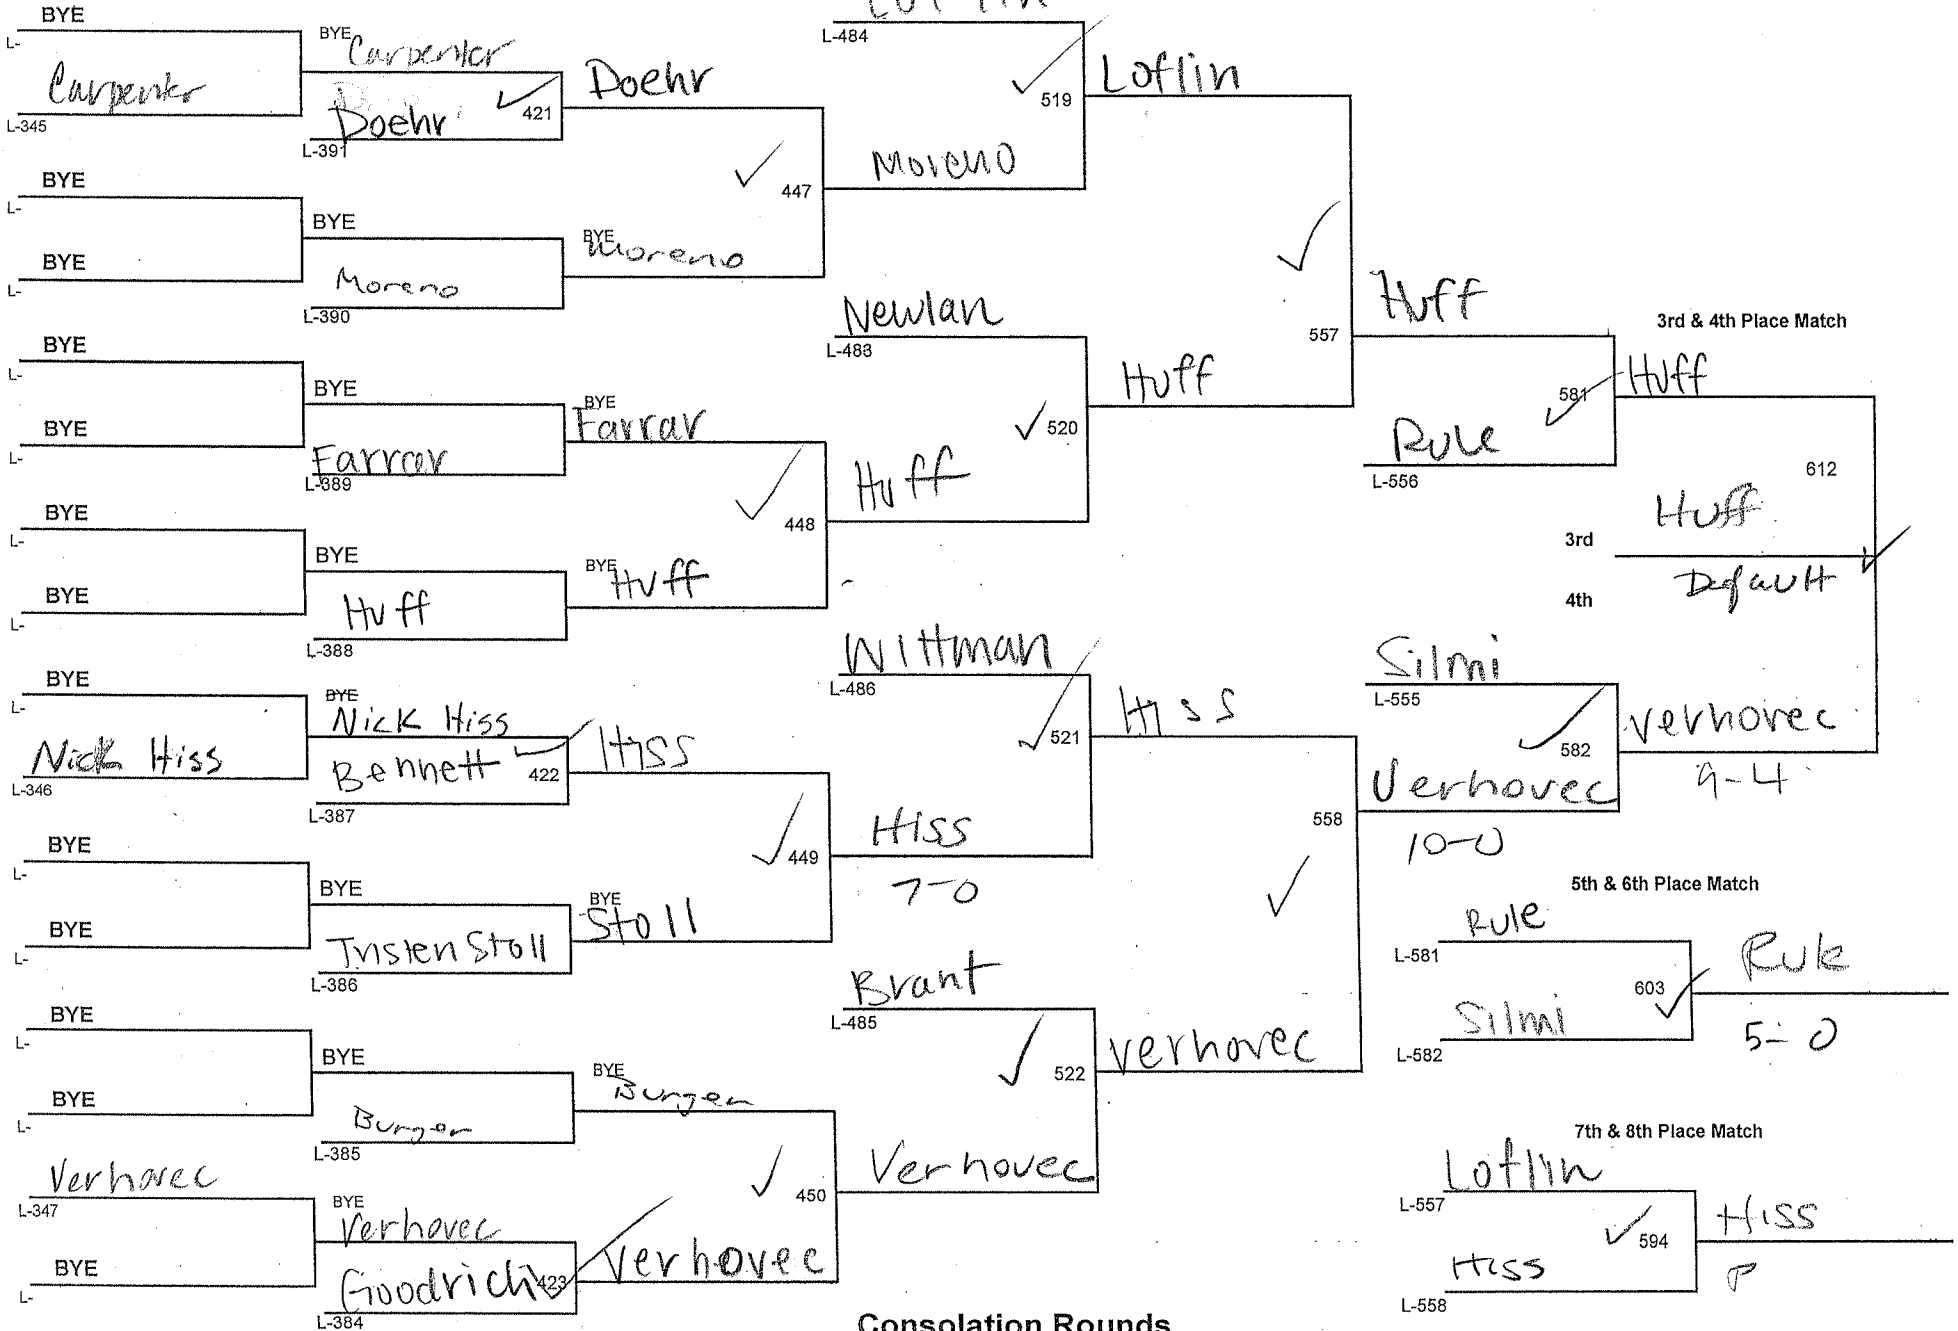 BYE
L-
Carpenter
L-345
BYE
L-
BYE
L-
BYE
L-
BYE
L-
BYE
L-
BYE
L-
BYE
L-
Nick Hiss
L-346
BYE
L-
BYE
L-
BYE
L-
BYE
L-
Verhovec
L-347
BYE
L-
BYE Carpenter
Doehr 421
L-391
BYE
Moreno
L-390
BYE
Farrar
L-389
BYE
Huff
L-388
BYE
Nick Hiss
Bennett 422
L-387
BYE
Tristen Stoll
L-386
BYE
Burger
L-385
BYE
Verhovec
Goodrich 423
L-384
Doehr
447
BYE
Moreno
BYE
Farrar
448
BYE
Huff
Hiss
449
BYE
Stoll
BYE
Burger
450
Verhovec
L-484
519
Moreno
Newlan
L-483
520
Huff
Wittman
L-486
521
Hiss
7-0
Brant
L-485
522
Verhovec
Loflin
557
Huff
Hiss
558
Verhovec
Huff
581
Rule
L-556
Silmi
L-555
582
Verhovec
10-0
3rd & 4th Place Match
Huff
612
Huff
3rd
Default
4th
Verhovec
9-4
5th & 6th Place Match
Rule
L-581
603
Silmi
L-582
Rule
5-0
7th & 8th Place Match
Loflin
L-557
594
Hiss
L-558
Hiss
P
Consolation Rounds